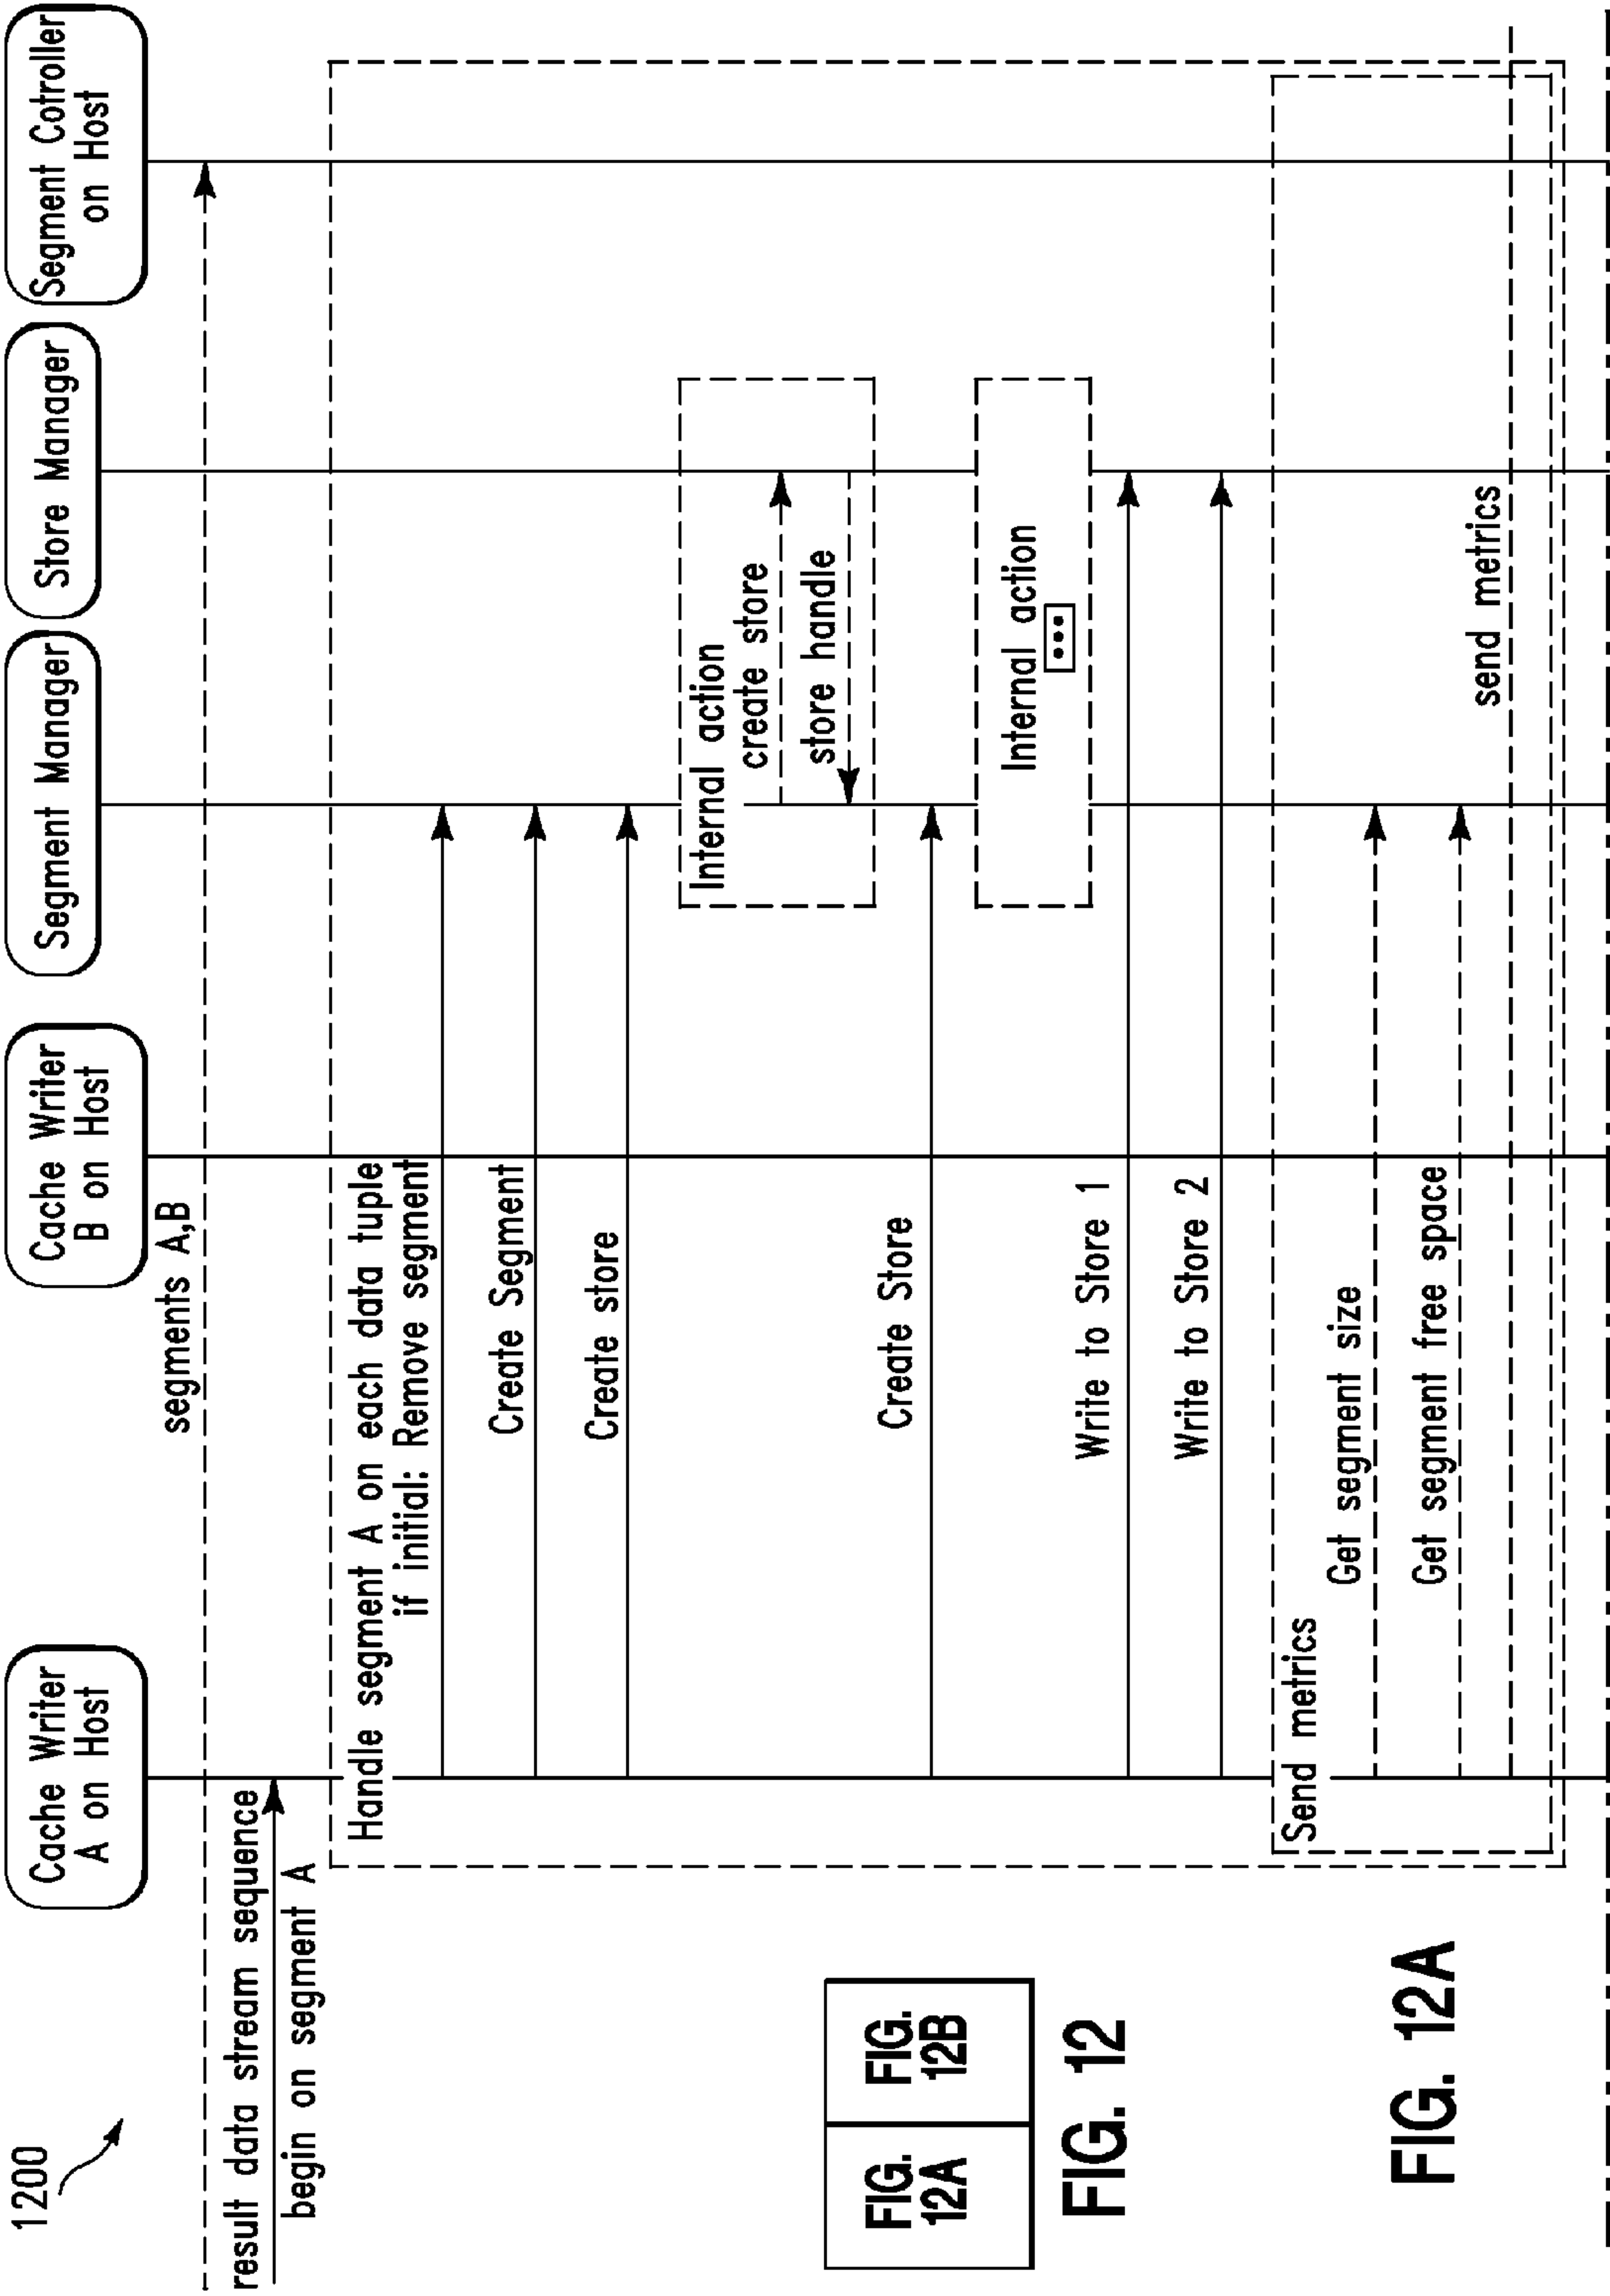 1200
Cache Writer
A on Host
Cache Writer
B on Host
Segment Manager
Store Manager
Segment Cotroller
on Host
segments A,B
result data stream sequence
begin on segment A
Handle segment A on each data tuple
if initial: Remove segment
Create Segment
Create store
Internal action
create store
store handle
Create Store
Internal action
•••
Write to Store 1
Write to Store 2
Send metrics
Get segment size
Get segment free space
send metrics
FIG.
12A
FIG.
12B
FIG. 12
FIG. 12A